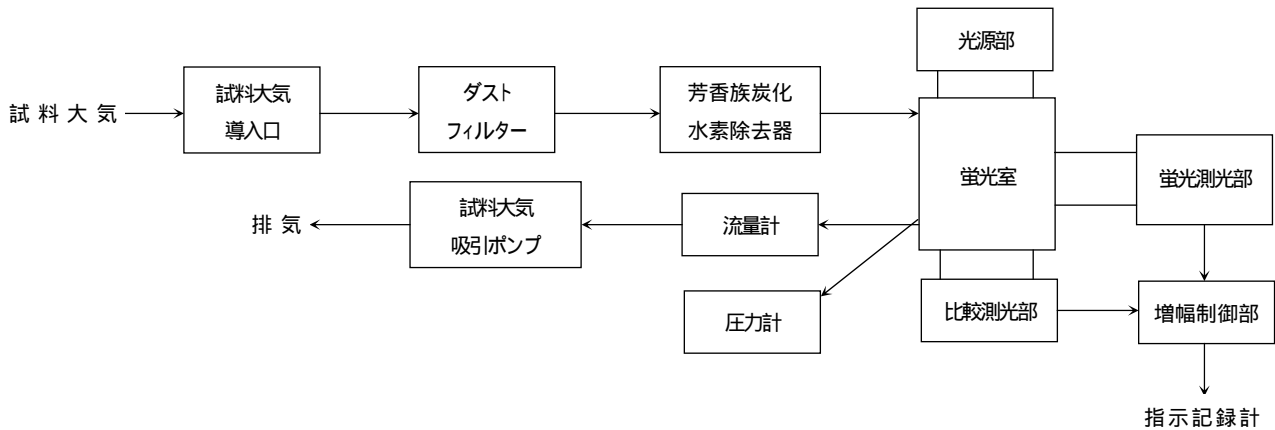 光源部
試料大気
試料大気
導入口
ダスト
フィルター
芳香族炭化
水素除去器
蛍光室
蛍光測光部
排気
試料大気
吸引ポンプ
流量計
圧力計
比較測光部
増幅制御部
指示記録計